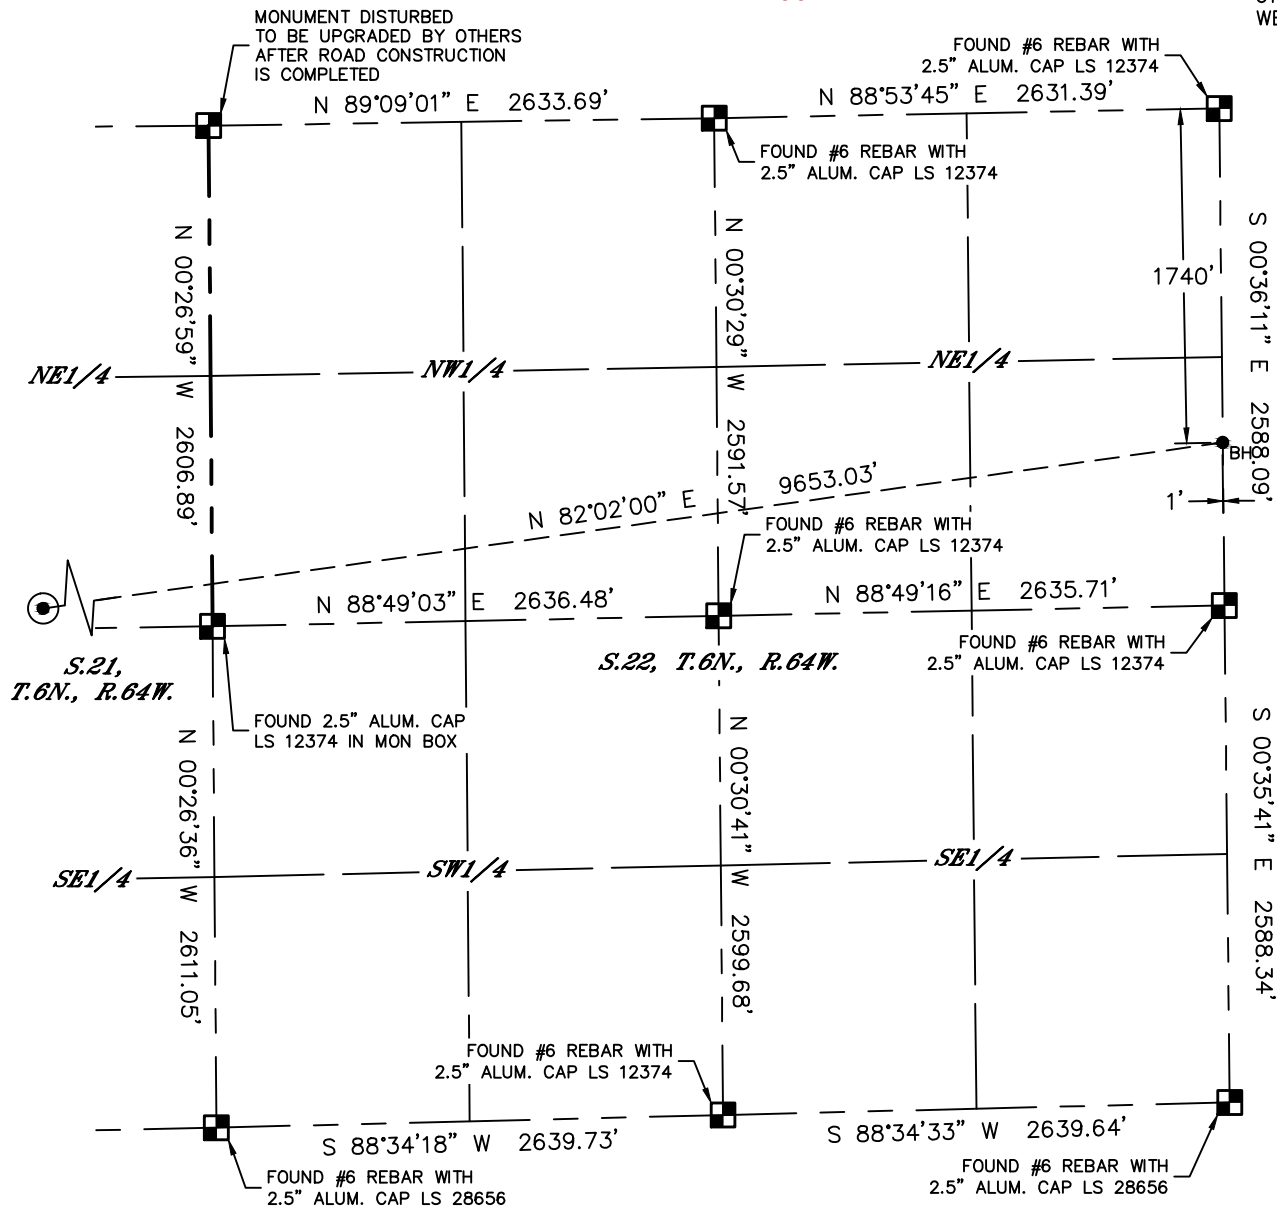 MONUMENT DISTURBED
TO BE UPGRADED BY OTHERS
AFTER ROAD CONSTRUCTION
IS COMPLETED
WE
FOUND #6 REBAR WITH
2.5" ALUM. CAP LS 12374
N 89°09'01" E 2633.69'
N 88°53'45" E 2631.39'
FOUND #6 REBAR WITH
2.5" ALUM. CAP LS 12374
N 00°26'59" W 2606.89'
N 00°30'29" W 2591.57'
S 00°36'11" E 2588.09'
1740'
NE1/4
NW1/4
NE1/4
BH
1'
N 82°02'00" E 9653.03'
FOUND #6 REBAR WITH
2.5" ALUM. CAP LS 12374
N 88°49'03" E 2636.48'
N 88°49'16" E 2635.71'
S.21,
T.6N., R.64W.
S.22, T.6N., R.64W.
FOUND #6 REBAR WITH
2.5" ALUM. CAP LS 12374
FOUND 2.5" ALUM. CAP
LS 12374 IN MON BOX
N 00°26'36" W 2611.05'
N 00°30'41" W 2599.68'
S 00°35'41" E 2588.34'
SE1/4
SW1/4
SE1/4
FOUND #6 REBAR WITH
2.5" ALUM. CAP LS 12374
S 88°34'18" W 2639.73'
S 88°34'33" W 2639.64'
FOUND #6 REBAR WITH
2.5" ALUM. CAP LS 28656
FOUND #6 REBAR WITH
2.5" ALUM. CAP LS 28656